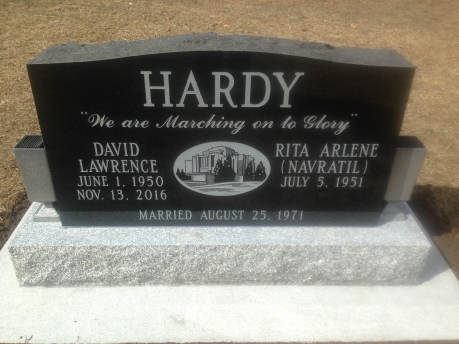 HARDY
"We are Marching on to Glory"
DAVID
LAWRENCE
JUNE 1, 1950
NOV. 13, 2016
RITA ARLENE
(NAVRATIL)
JULY 5, 1951
MARRIED AUGUST 25, 1971